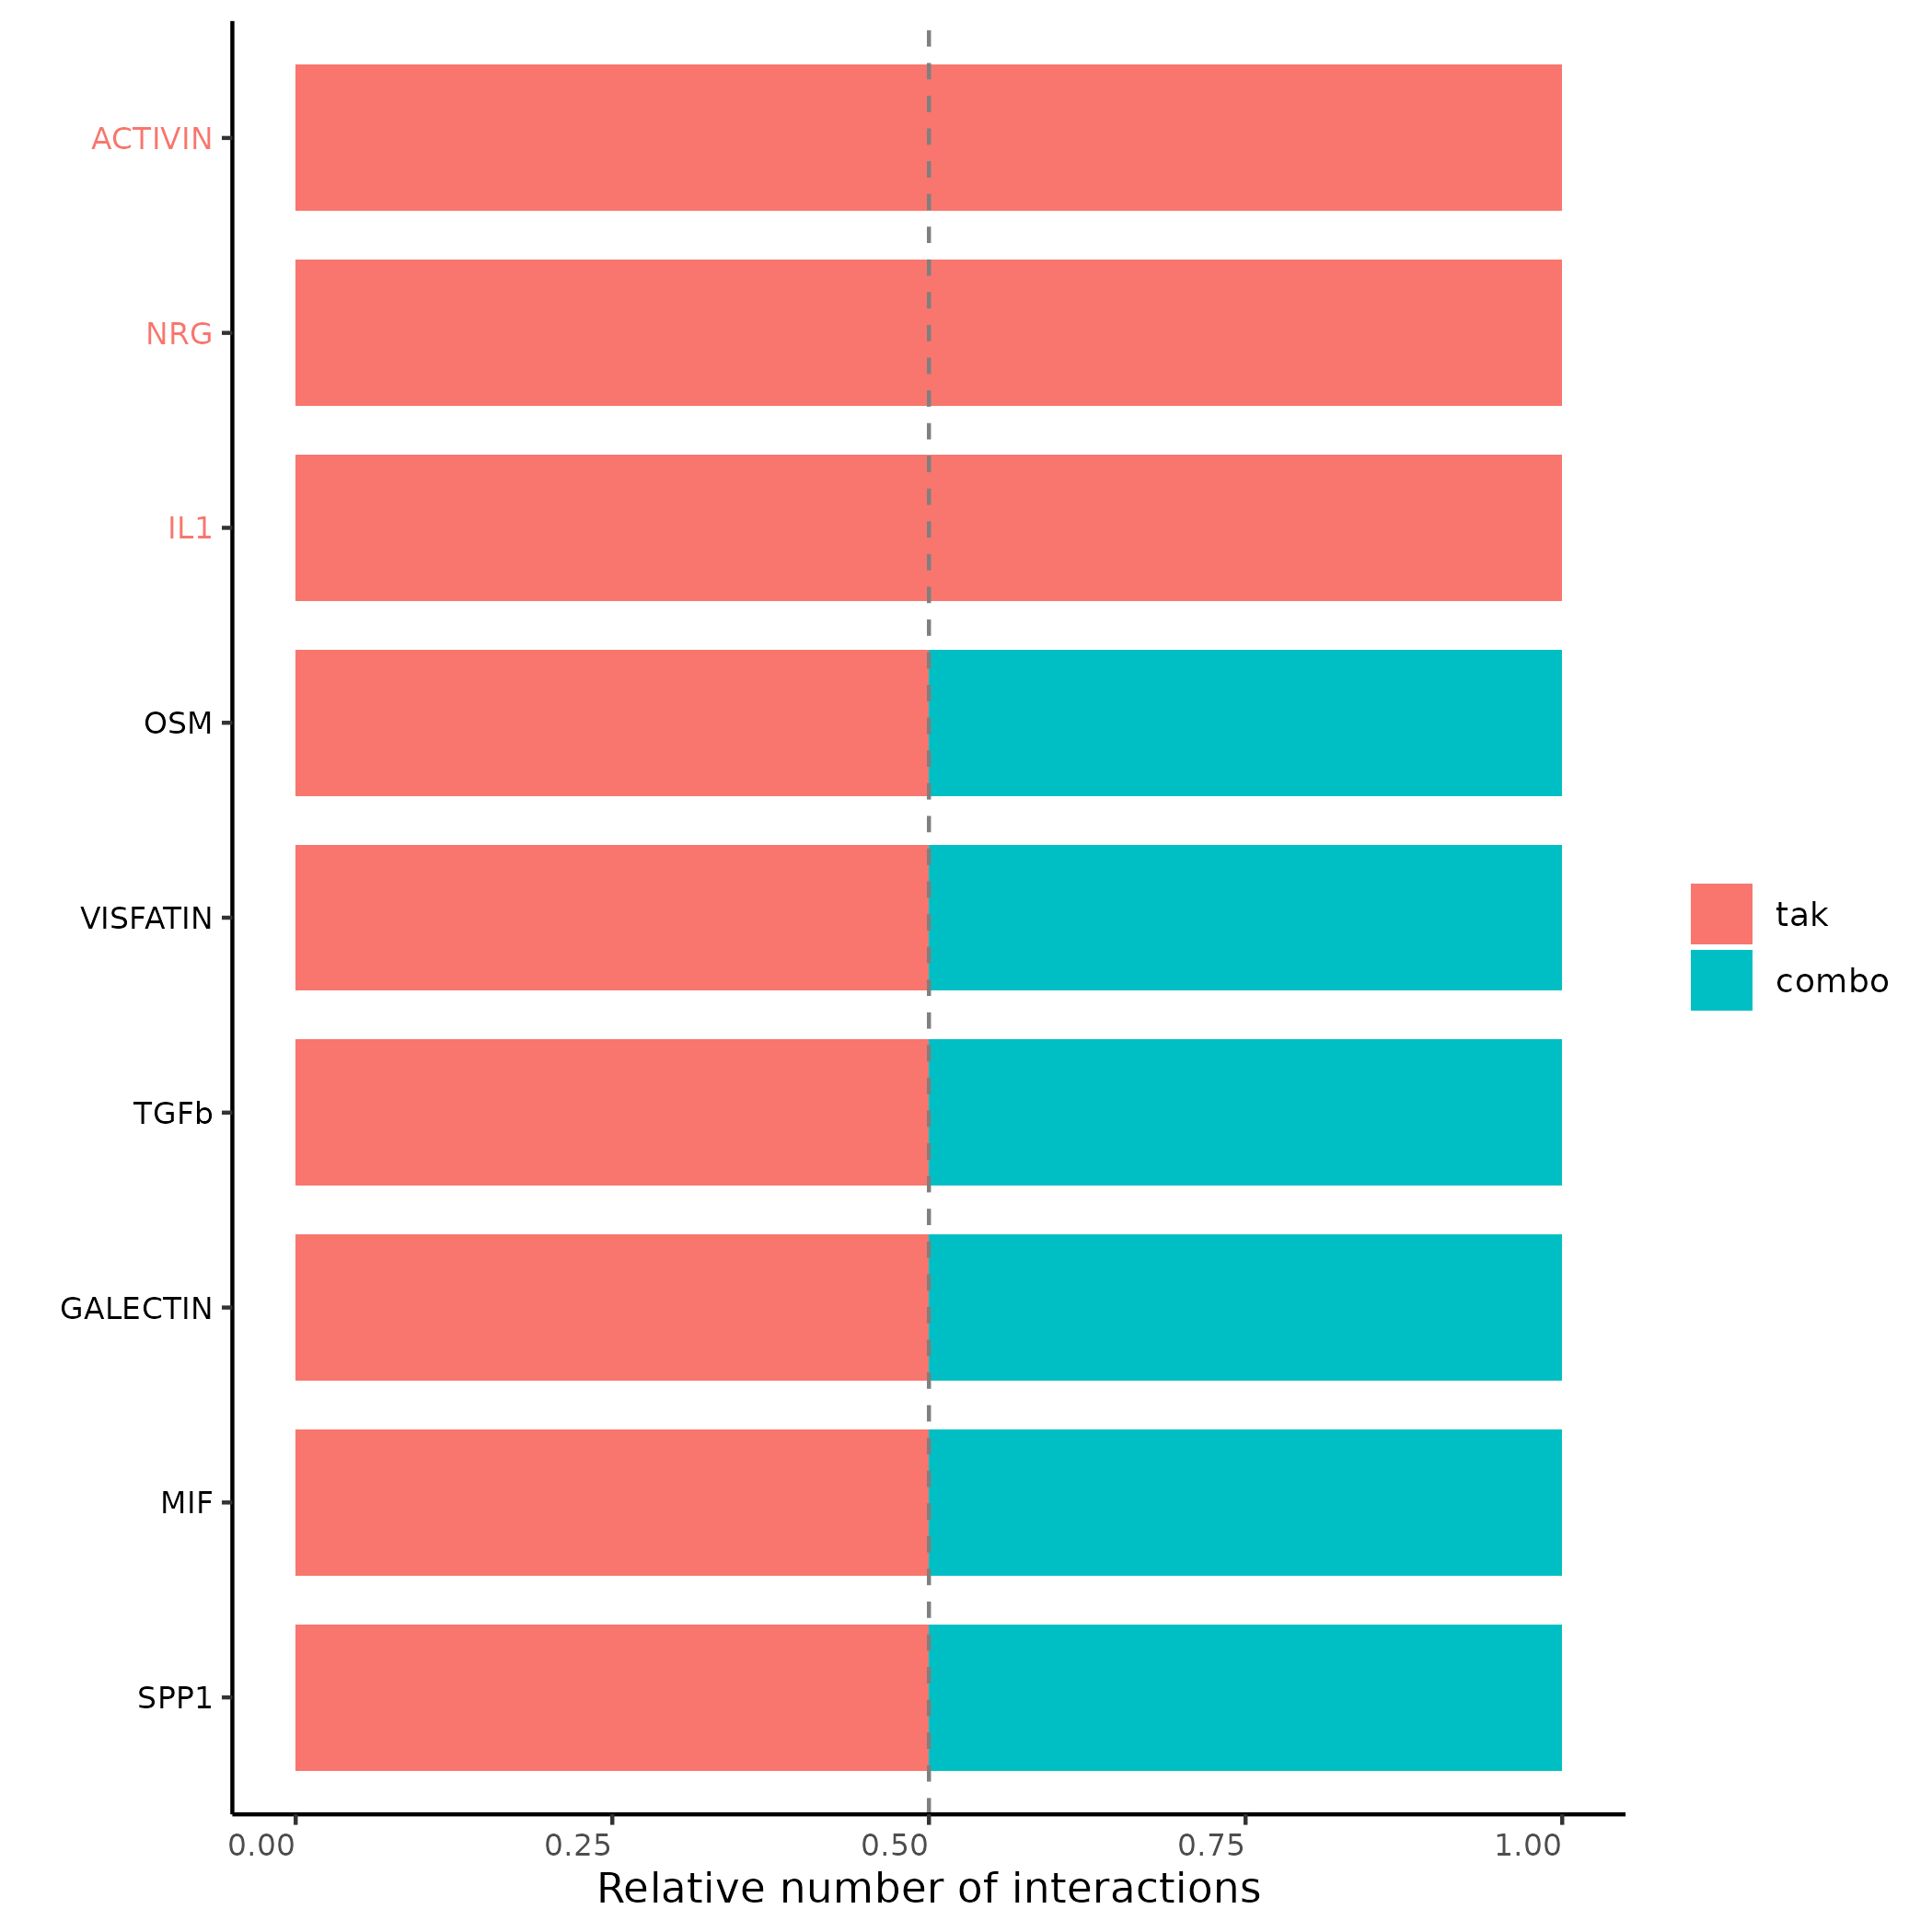 ACTIVIN
NRG
IL1
OSM
VISFATIN
TGFb
GALECTIN
MIF
SPP1
0.00 0.25 0.50 0.75 1.00
Relative number of interactions
tak
combo